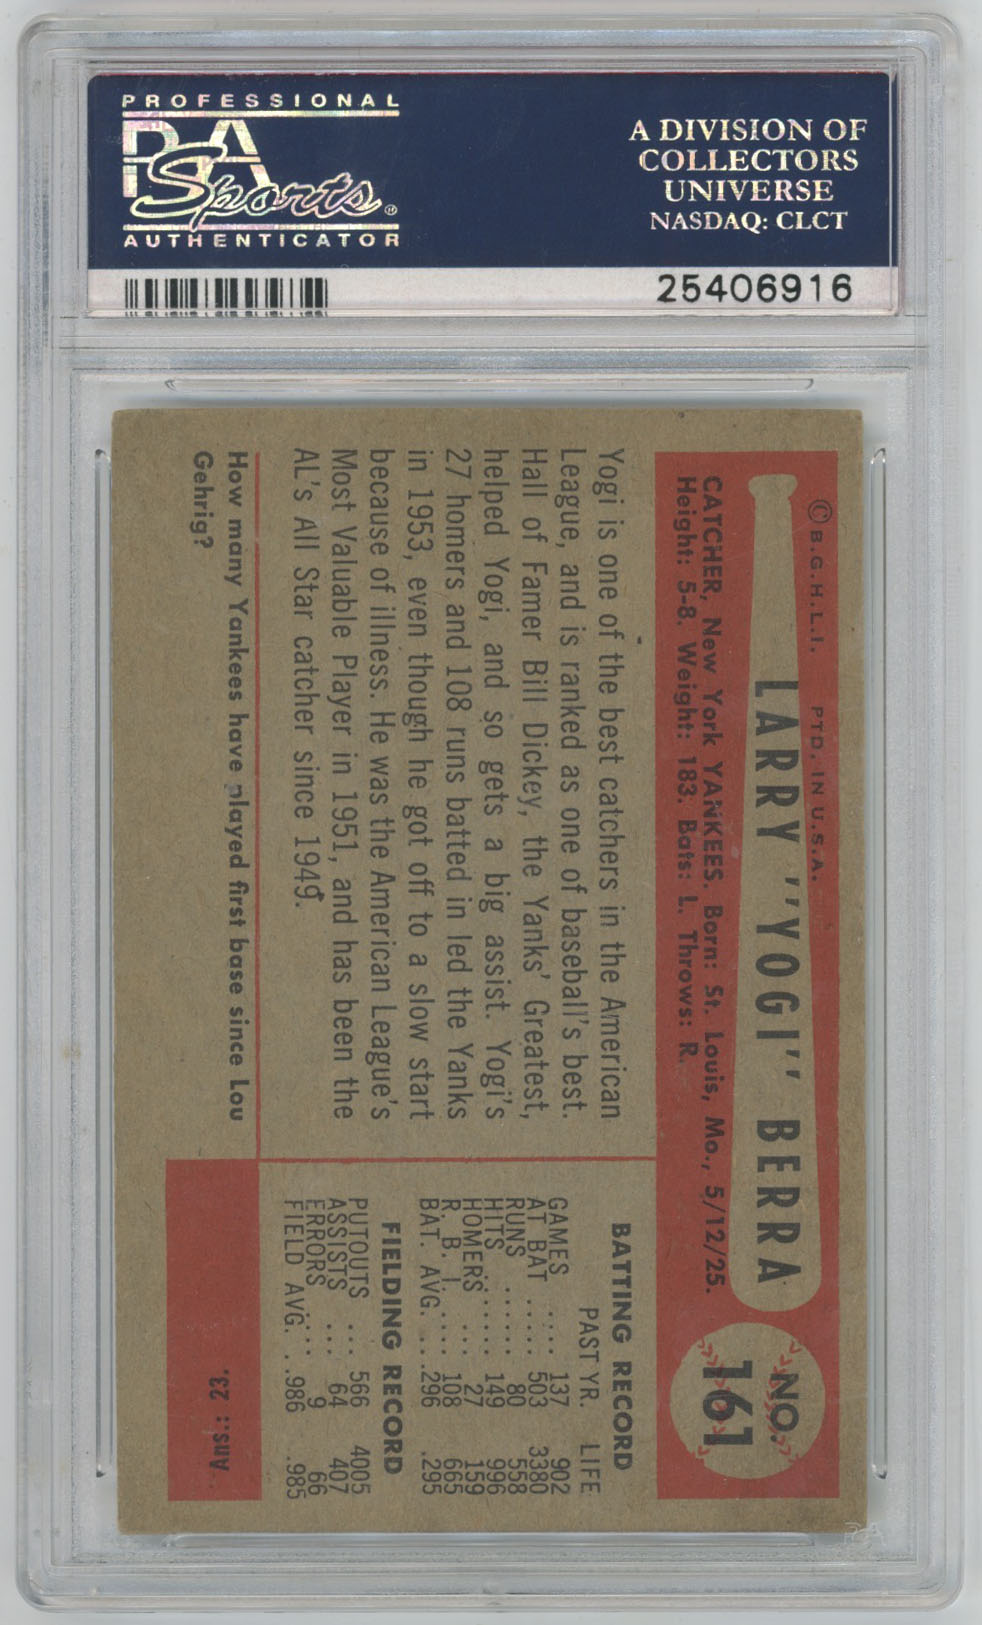 PROFESSIONAL
PSA
Sports®
AUTHENTICATOR
A DIVISION OF
COLLECTORS
UNIVERSE
NASDAQ: CLCT
25406916
© B.G.H.L.I. PTD. IN U.S.A.
LARRY "YOGI" BERRA
NO.
161
CATCHER, New York YANKEES. Born: St. Louis, Mo., 5/12/25.
Height: 5-8. Weight: 183. Bats: L. Throws: R.
Yogi is one of the best catchers in the American
League, and is ranked as one of baseball's best.
Hall of Famer Bill Dickey, the Yanks' Greatest,
helped Yogi, and so gets a big assist. Yogi's
27 homers and 108 runs batted in led the Yanks
in 1953, even though he got off to a slow start
because of illness. He was the American League's
Most Valuable Player in 1951, and has been the
AL's All Star catcher since 1949.
BATTING RECORD
PAST YR. LIFE
GAMES .... 137 902
AT BAT ..... 503 3380
RUNS ...... 80 558
HITS ...... 149 996
HOMERS ... 27 159
R. B. I. .... 108 665
BAT. AVG. ... .296 .295
FIELDING RECORD
PUTOUTS ... 566 4005
ASSISTS ... 64 407
ERRORS .... 9 66
FIELD AVG. . .986 .985
How many Yankees have played first base since Lou
Gehrig?
Ans.: 23.
PSA